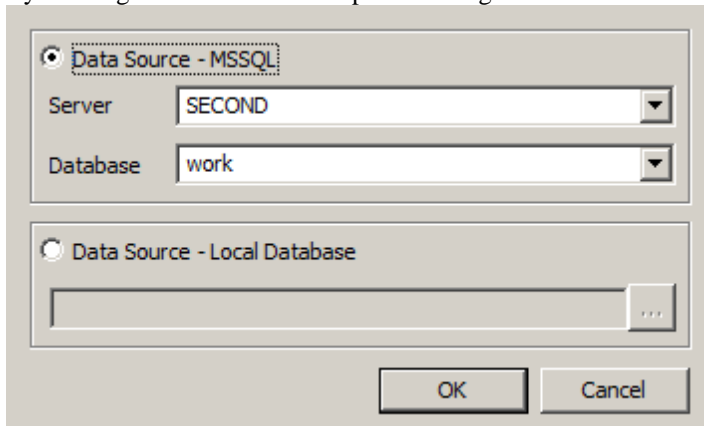 Data Source - MSSQL
Server SECOND
Database work
Data Source - Local Database
...
OK Cancel